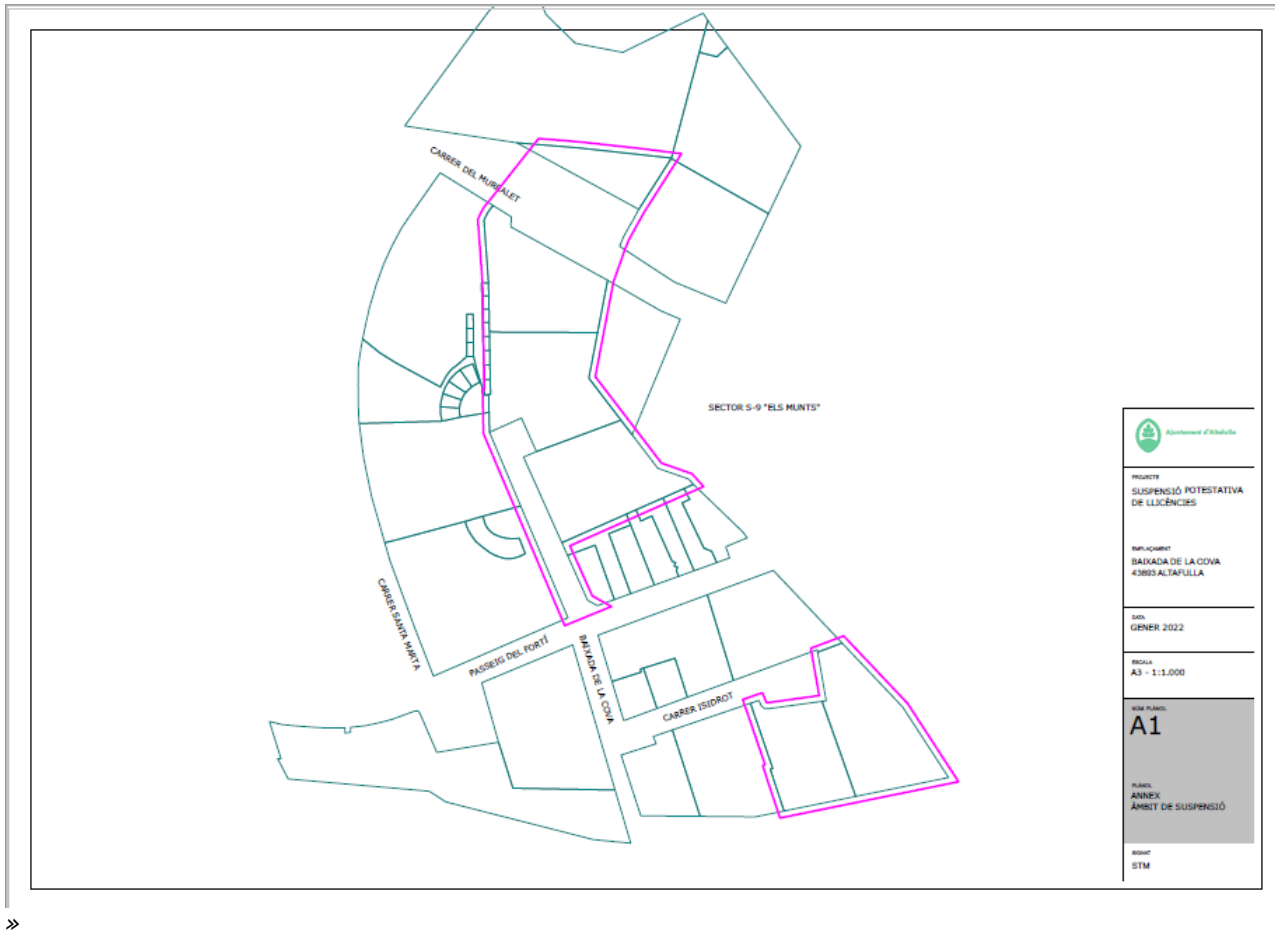 CARRER DEL MURALET
SECTOR S-9 "ELS MUNTS"
CARRER SANTA MARTA
PASSEIG DEL FORTÍ
BAIXADA DE LA COVA
CARRER ISIDROT
Ajuntament d'Altafulla
PROJECTE
SUSPENSIÓ POTESTATIVA
DE LLICÈNCIES
EMPLAÇAMENT
BAIXADA DE LA COVA
43893 ALTAFULLA
DATA
GENER 2022
ESCALA
A3 - 1:1.000
NÚM. PLÀNOL
A1
PLÀNOL
ANNEX
ÀMBIT DE SUSPENSIÓ
SIGNAT
STM
»